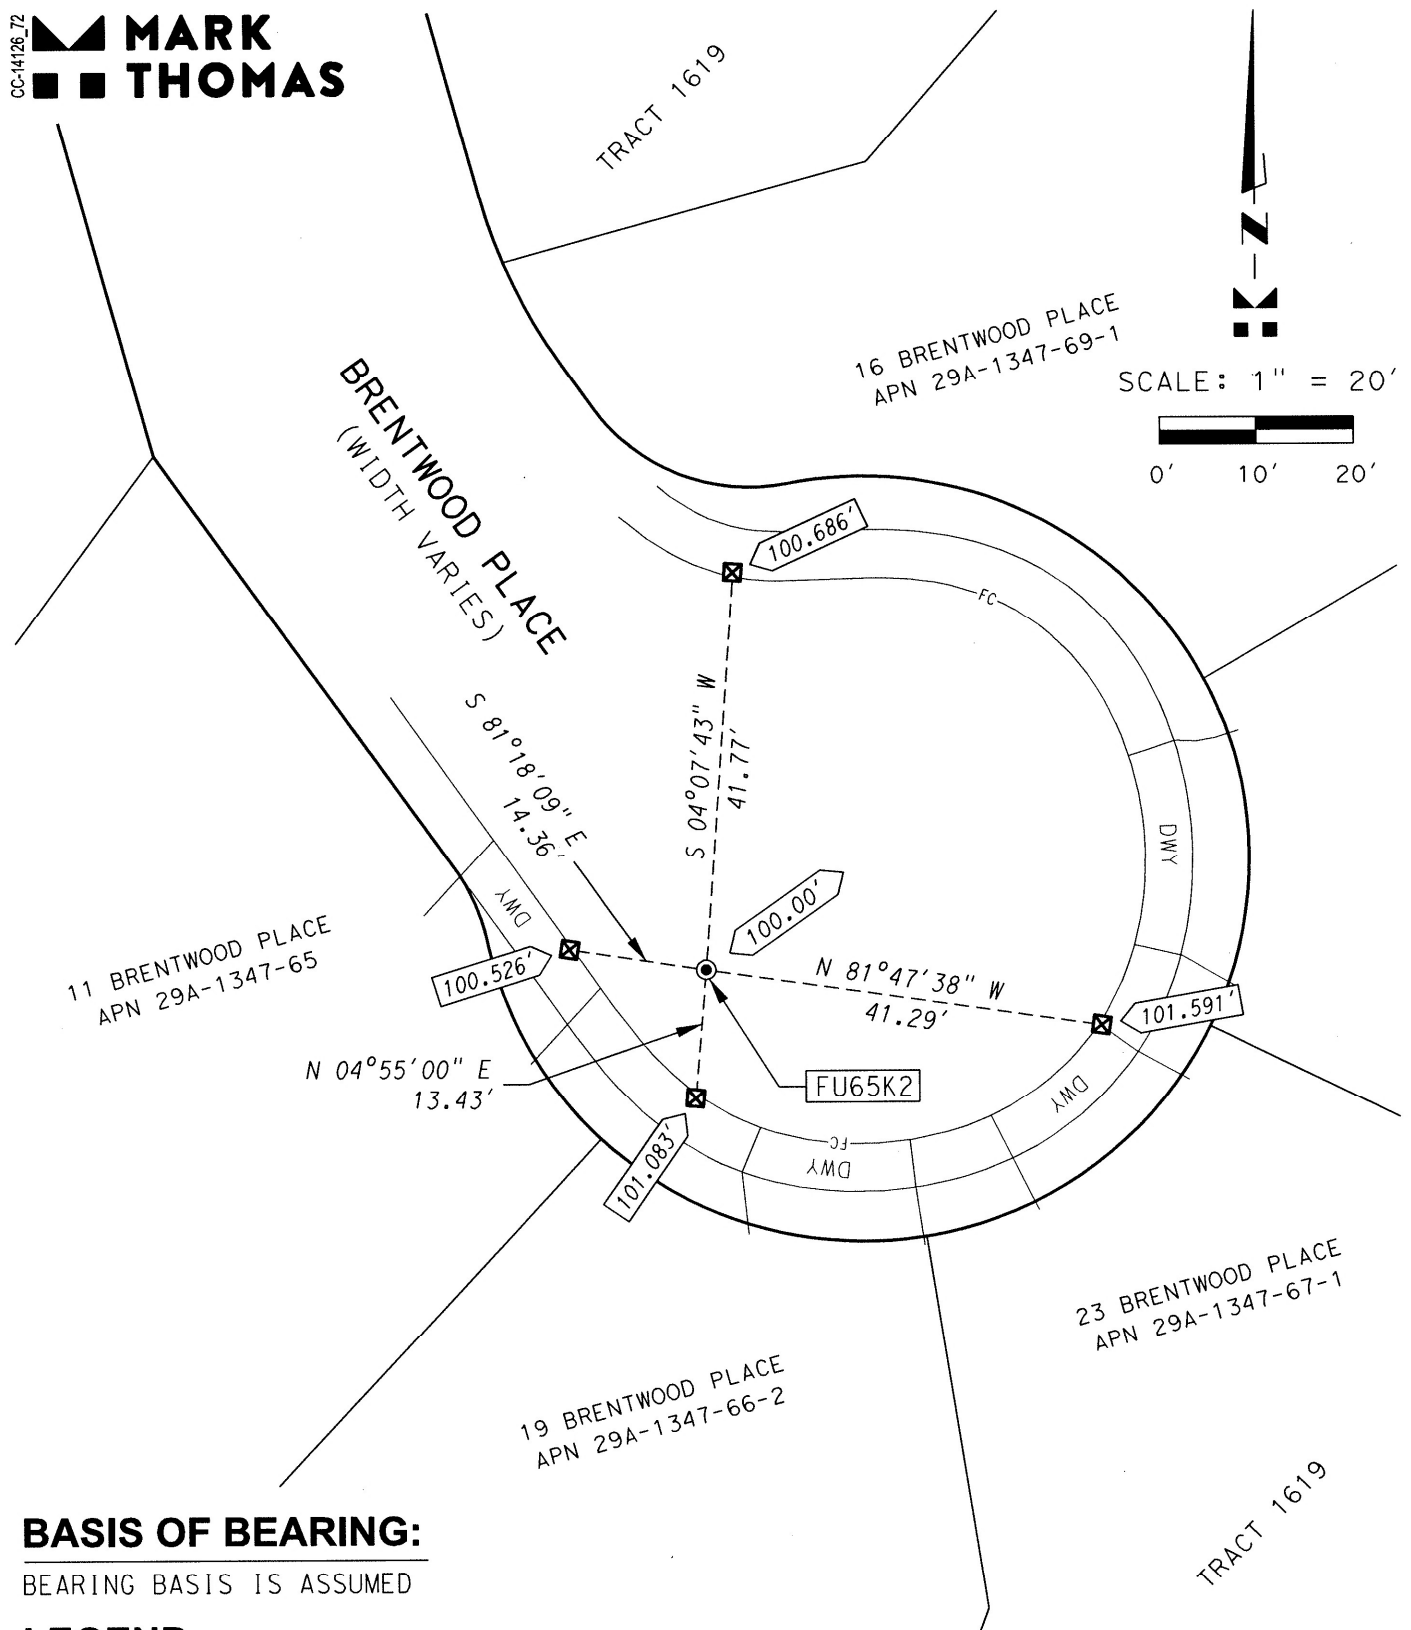 CC-14126_72
MARK
THOMAS
TRACT 1619
16 BRENTWOOD PLACE
APN 29A-1347-69-1
SCALE: 1" = 20'
0' 10' 20'
BRENTWOOD PLACE
(WIDTH VARIES)
100.686'
FC
S 04°07'43" W
41.77'
S 81°18'09" E
14.36'
DWY
DWY
100.00'
11 BRENTWOOD PLACE
APN 29A-1347-65
100.526'
N 81°47'38" W
41.29'
101.591'
N 04°55'00" E
13.43'
FU65K2
DWY
101.083'
FC
DWY
23 BRENTWOOD PLACE
APN 29A-1347-67-1
19 BRENTWOOD PLACE
APN 29A-1347-66-2
TRACT 1619
BASIS OF BEARING:
BEARING BASIS IS ASSUMED